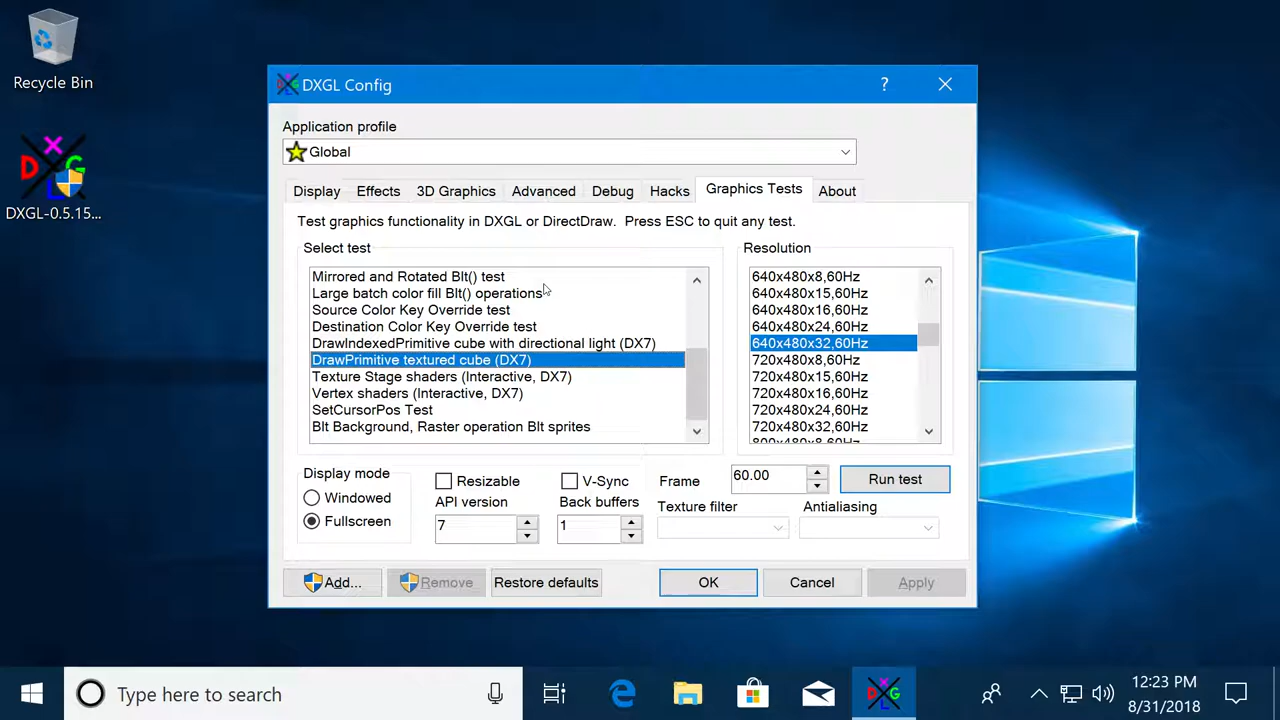 Recycle Bin
DXGL-0.5.15...
DXGL Config
?
Application profile
Global
Display Effects 3D Graphics Advanced Debug Hacks Graphics Tests About
Test graphics functionality in DXGL or DirectDraw. Press ESC to quit any test.
Select test
Mirrored and Rotated Blt() test
Large batch color fill Blt() operations
Source Color Key Override test
Destination Color Key Override test
DrawIndexedPrimitive cube with directional light (DX7)
DrawPrimitive textured cube (DX7)
Texture Stage shaders (Interactive, DX7)
Vertex shaders (Interactive, DX7)
SetCursorPos Test
Blt Background, Raster operation Blt sprites
Resolution
640x480x8,60Hz
640x480x15,60Hz
640x480x16,60Hz
640x480x24,60Hz
640x480x32,60Hz
720x480x8,60Hz
720x480x15,60Hz
720x480x16,60Hz
720x480x24,60Hz
720x480x32,60Hz
800x480x8,60Hz
Display mode
Windowed
Fullscreen
Resizable
V-Sync
Frame
60.00
Run test
API version
7
Back buffers
1
Texture filter
Antialiasing
Add...
Remove
Restore defaults
OK
Cancel
Apply
Type here to search
12:23 PM
8/31/2018